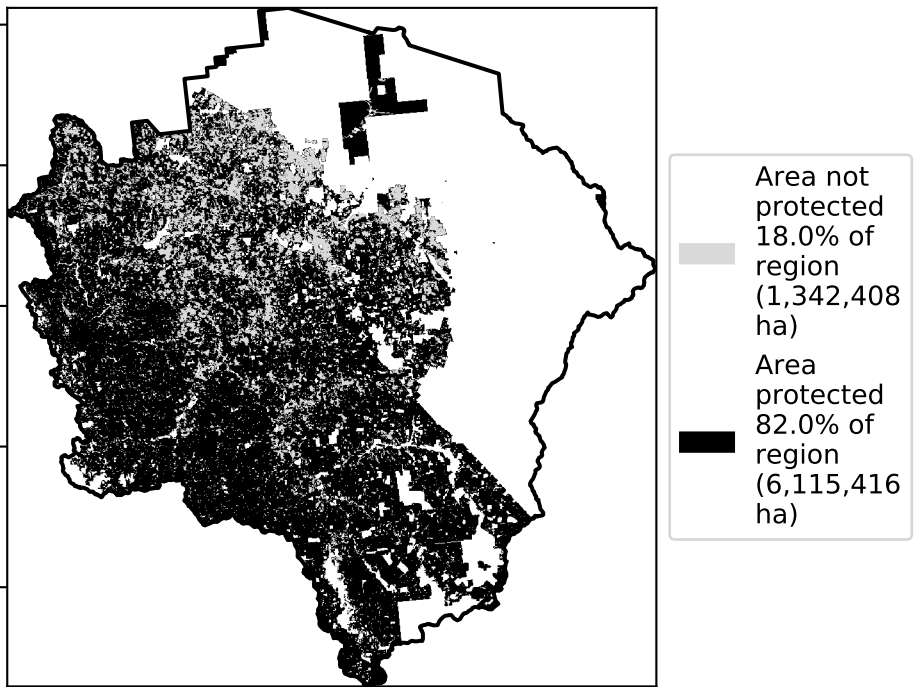 Area not
protected
18.0% of
region
(1,342,408
ha)
Area
protected
82.0% of
region
(6,115,416
ha)